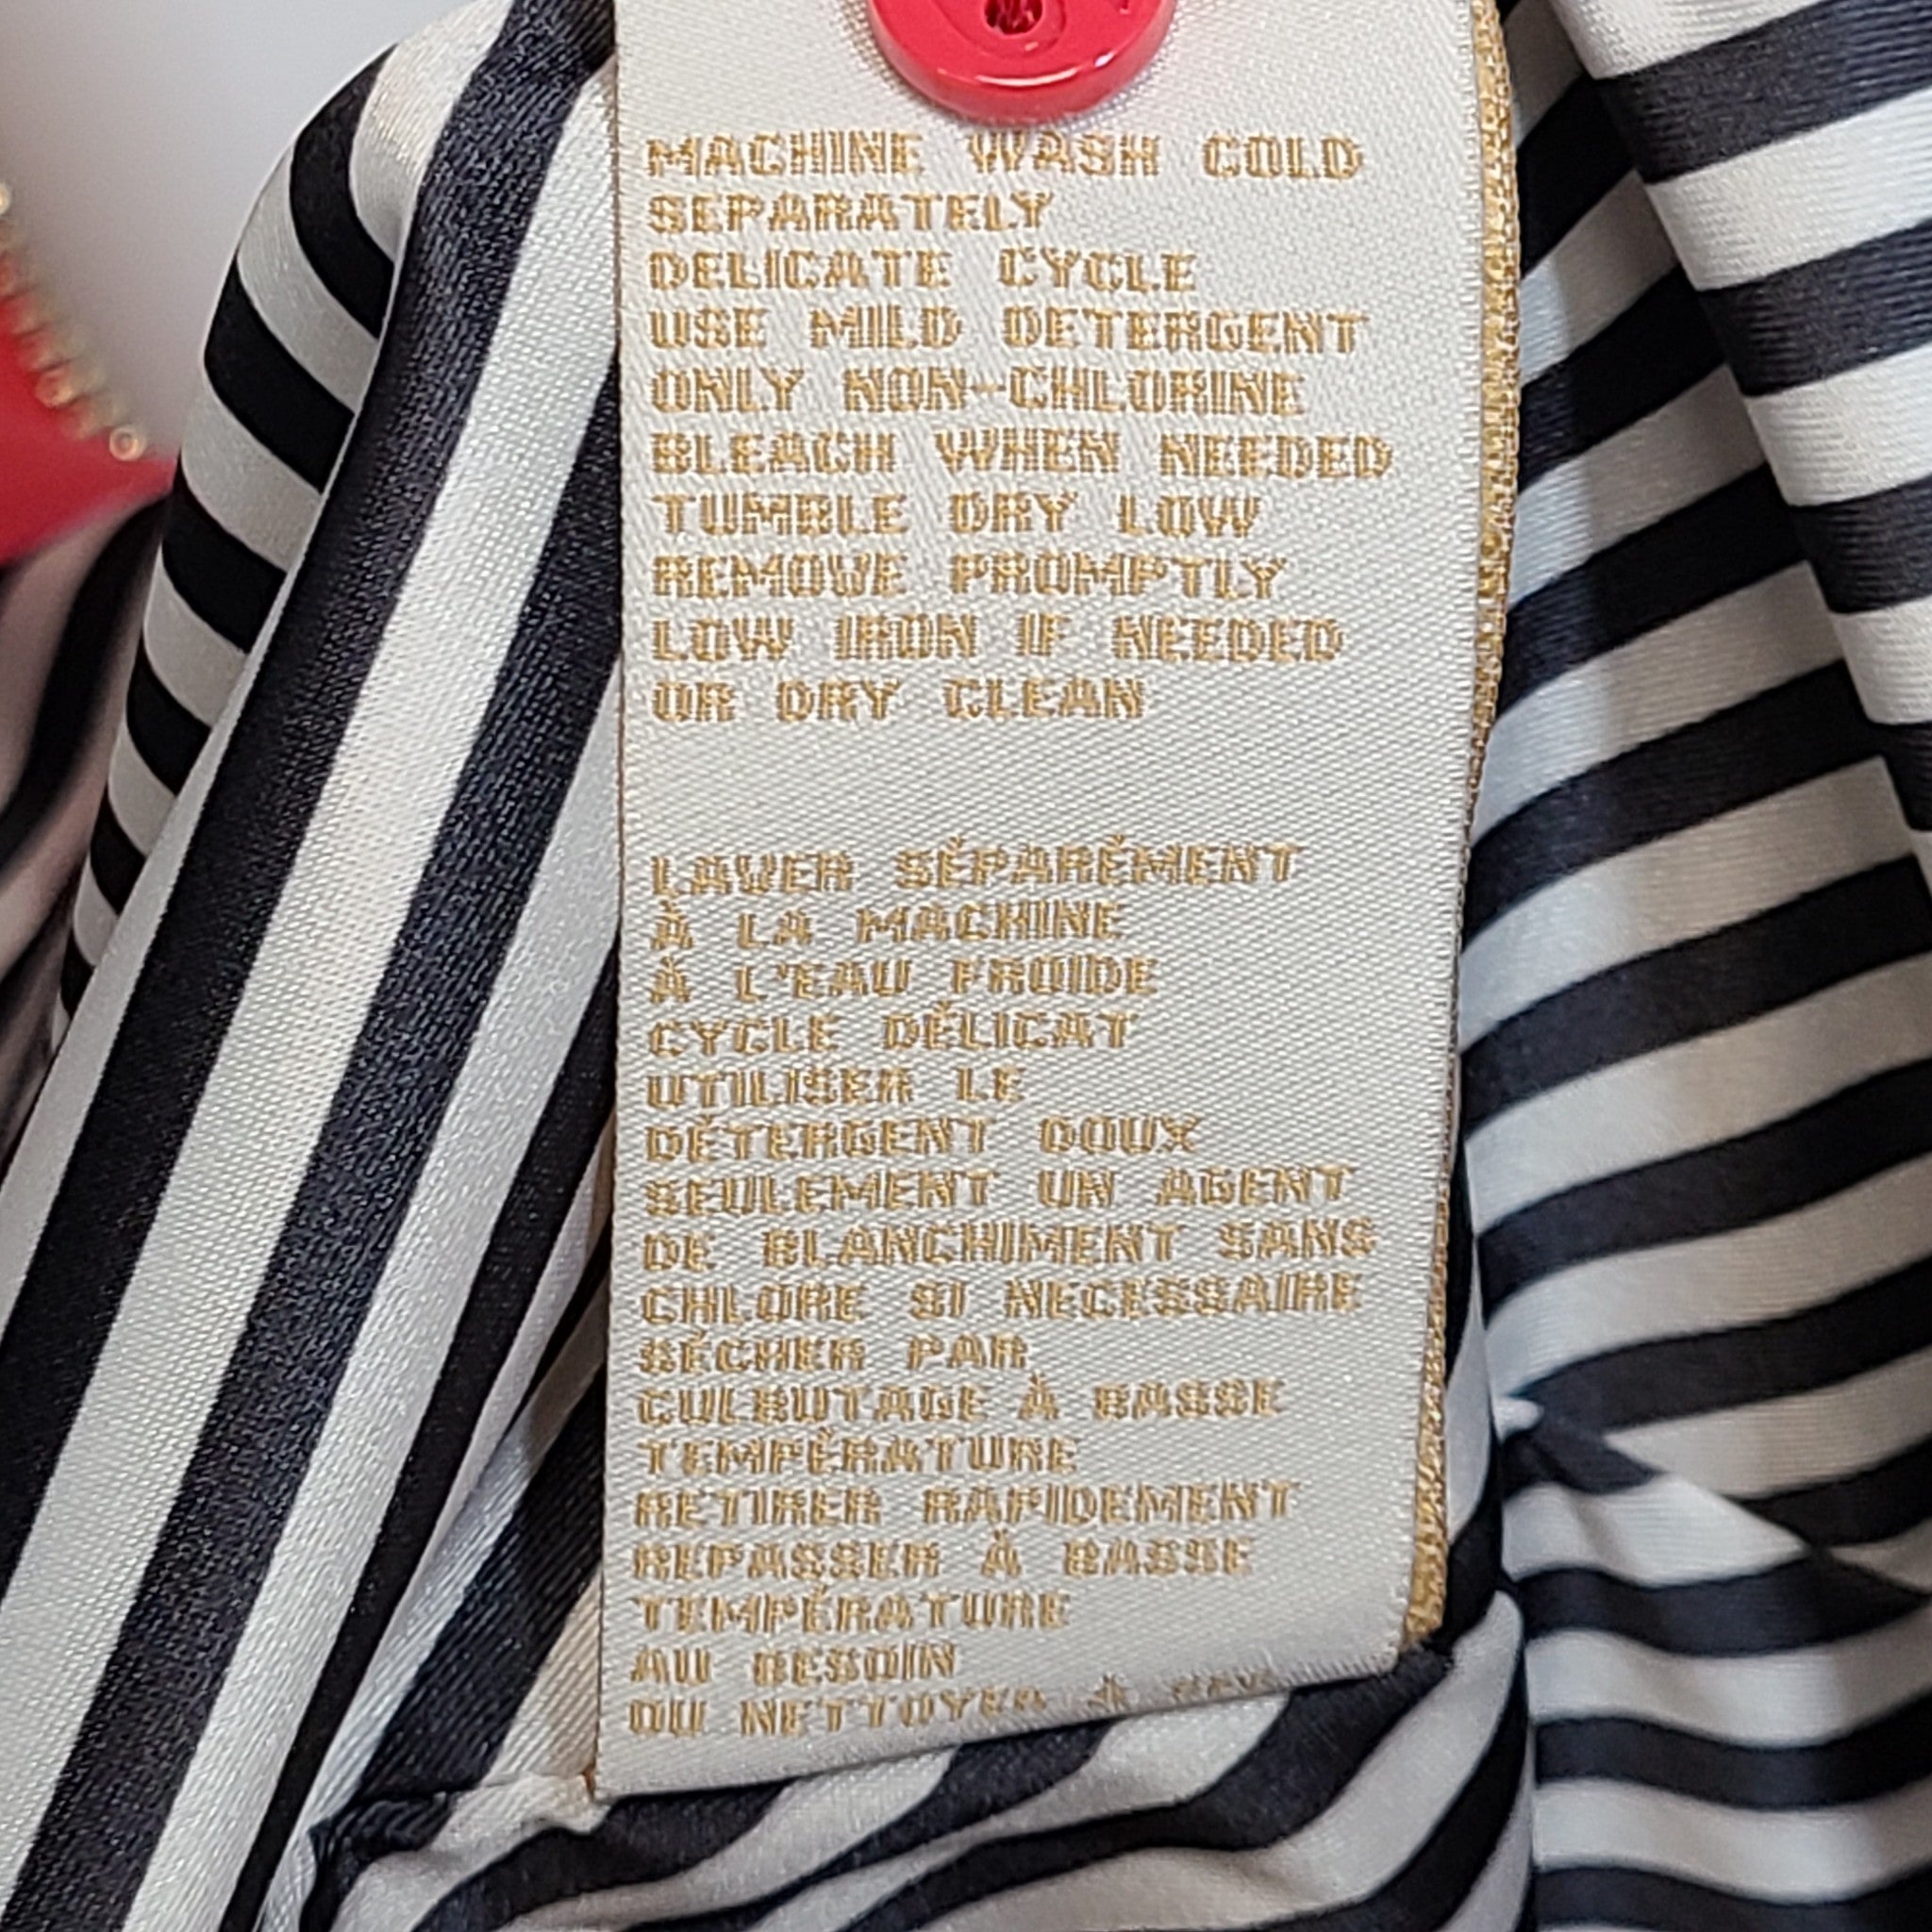 MACHINE WASH COLD
SEPARATELY
DELICATE CYCLE
USE MILD DETERGENT
ONLY NON-CHLORINE
BLEACH WHEN NEEDED
TUMBLE DRY LOW
REMOVE PROMPTLY
LOW IRON IF NEEDED
OR DRY CLEAN
LAVER SÉPARÉMENT
À LA MACHINE
À L'EAU FROIDE
CYCLE DÉLICAT
UTILISER LE
DÉTERGENT DOUX
SEULEMENT UN AGENT
DE BLANCHIMENT SANS
CHLORE SI NECESSAIRE
SÉCHER PAR
CULBUTAGE À BASSE
TEMPÉRATURE
RETIRER RAPIDEMENT
REPASSER À BASSE
TEMPÉRATURE
AU BESOIN
OU NETTOYER À